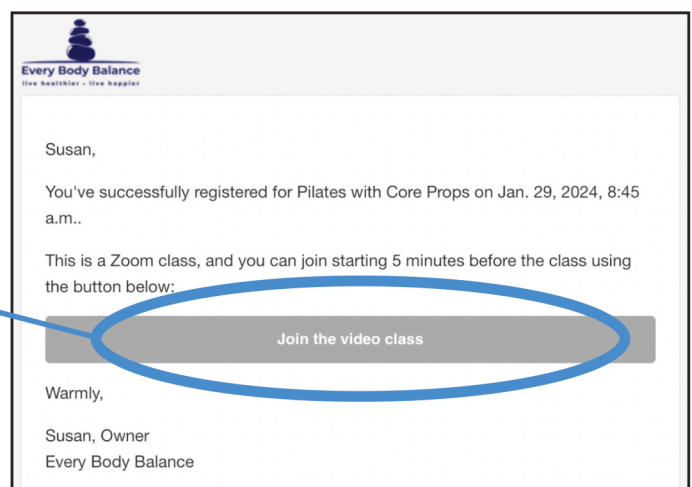 Every Body Balance
live healthier - live happier
Susan,
You've successfully registered for Pilates with Core Props on Jan. 29, 2024, 8:45
a.m..
This is a Zoom class, and you can join starting 5 minutes before the class using
the button below:
Join the video class
Warmly,
Susan, Owner
Every Body Balance